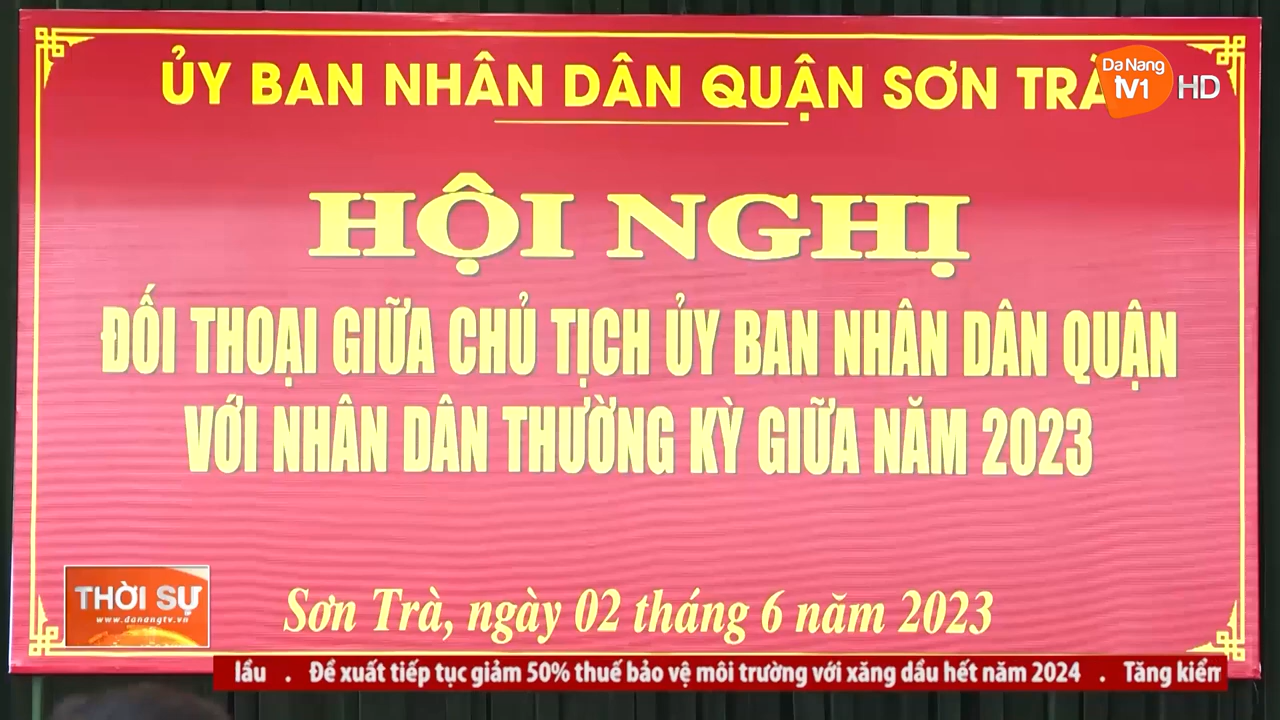 ỦY BAN NHÂN DÂN QUẬN SƠN TRÀ
Da Nang
tv1 HD
HỘI NGHỊ
ĐỐI THOẠI GIỮA CHỦ TỊCH ỦY BAN NHÂN DÂN QUẬN
VỚI NHÂN DÂN THƯỜNG KỲ GIỮA NĂM 2023
THỜI SỰ
www.danangtv.vn
Sơn Trà, ngày 02 tháng 6 năm 2023
lầu . Đề xuất tiếp tục giảm 50% thuế bảo vệ môi trường với xăng dầu hết năm 2024 . Tăng kiểm